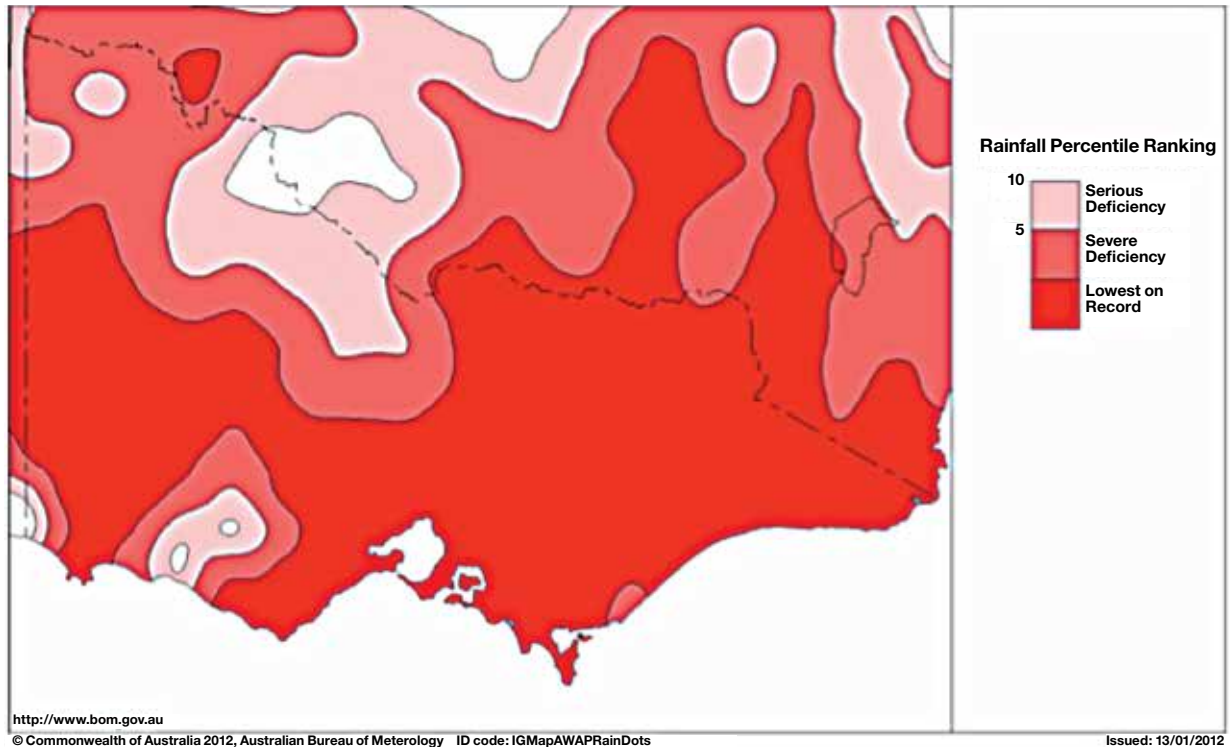 Rainfall Percentile Ranking
10
Serious
Deficiency
5
Severe
Deficiency
Lowest on
Record
http://www.bom.gov.au
© Commonwealth of Australia 2012, Australian Bureau of Meterology ID code: IGMapAWAPRainDots
Issued: 13/01/2012